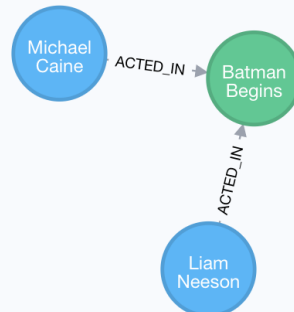 Michael
Caine
ACTED_IN
Batman
Begins
ACTED_IN
Liam
Neeson